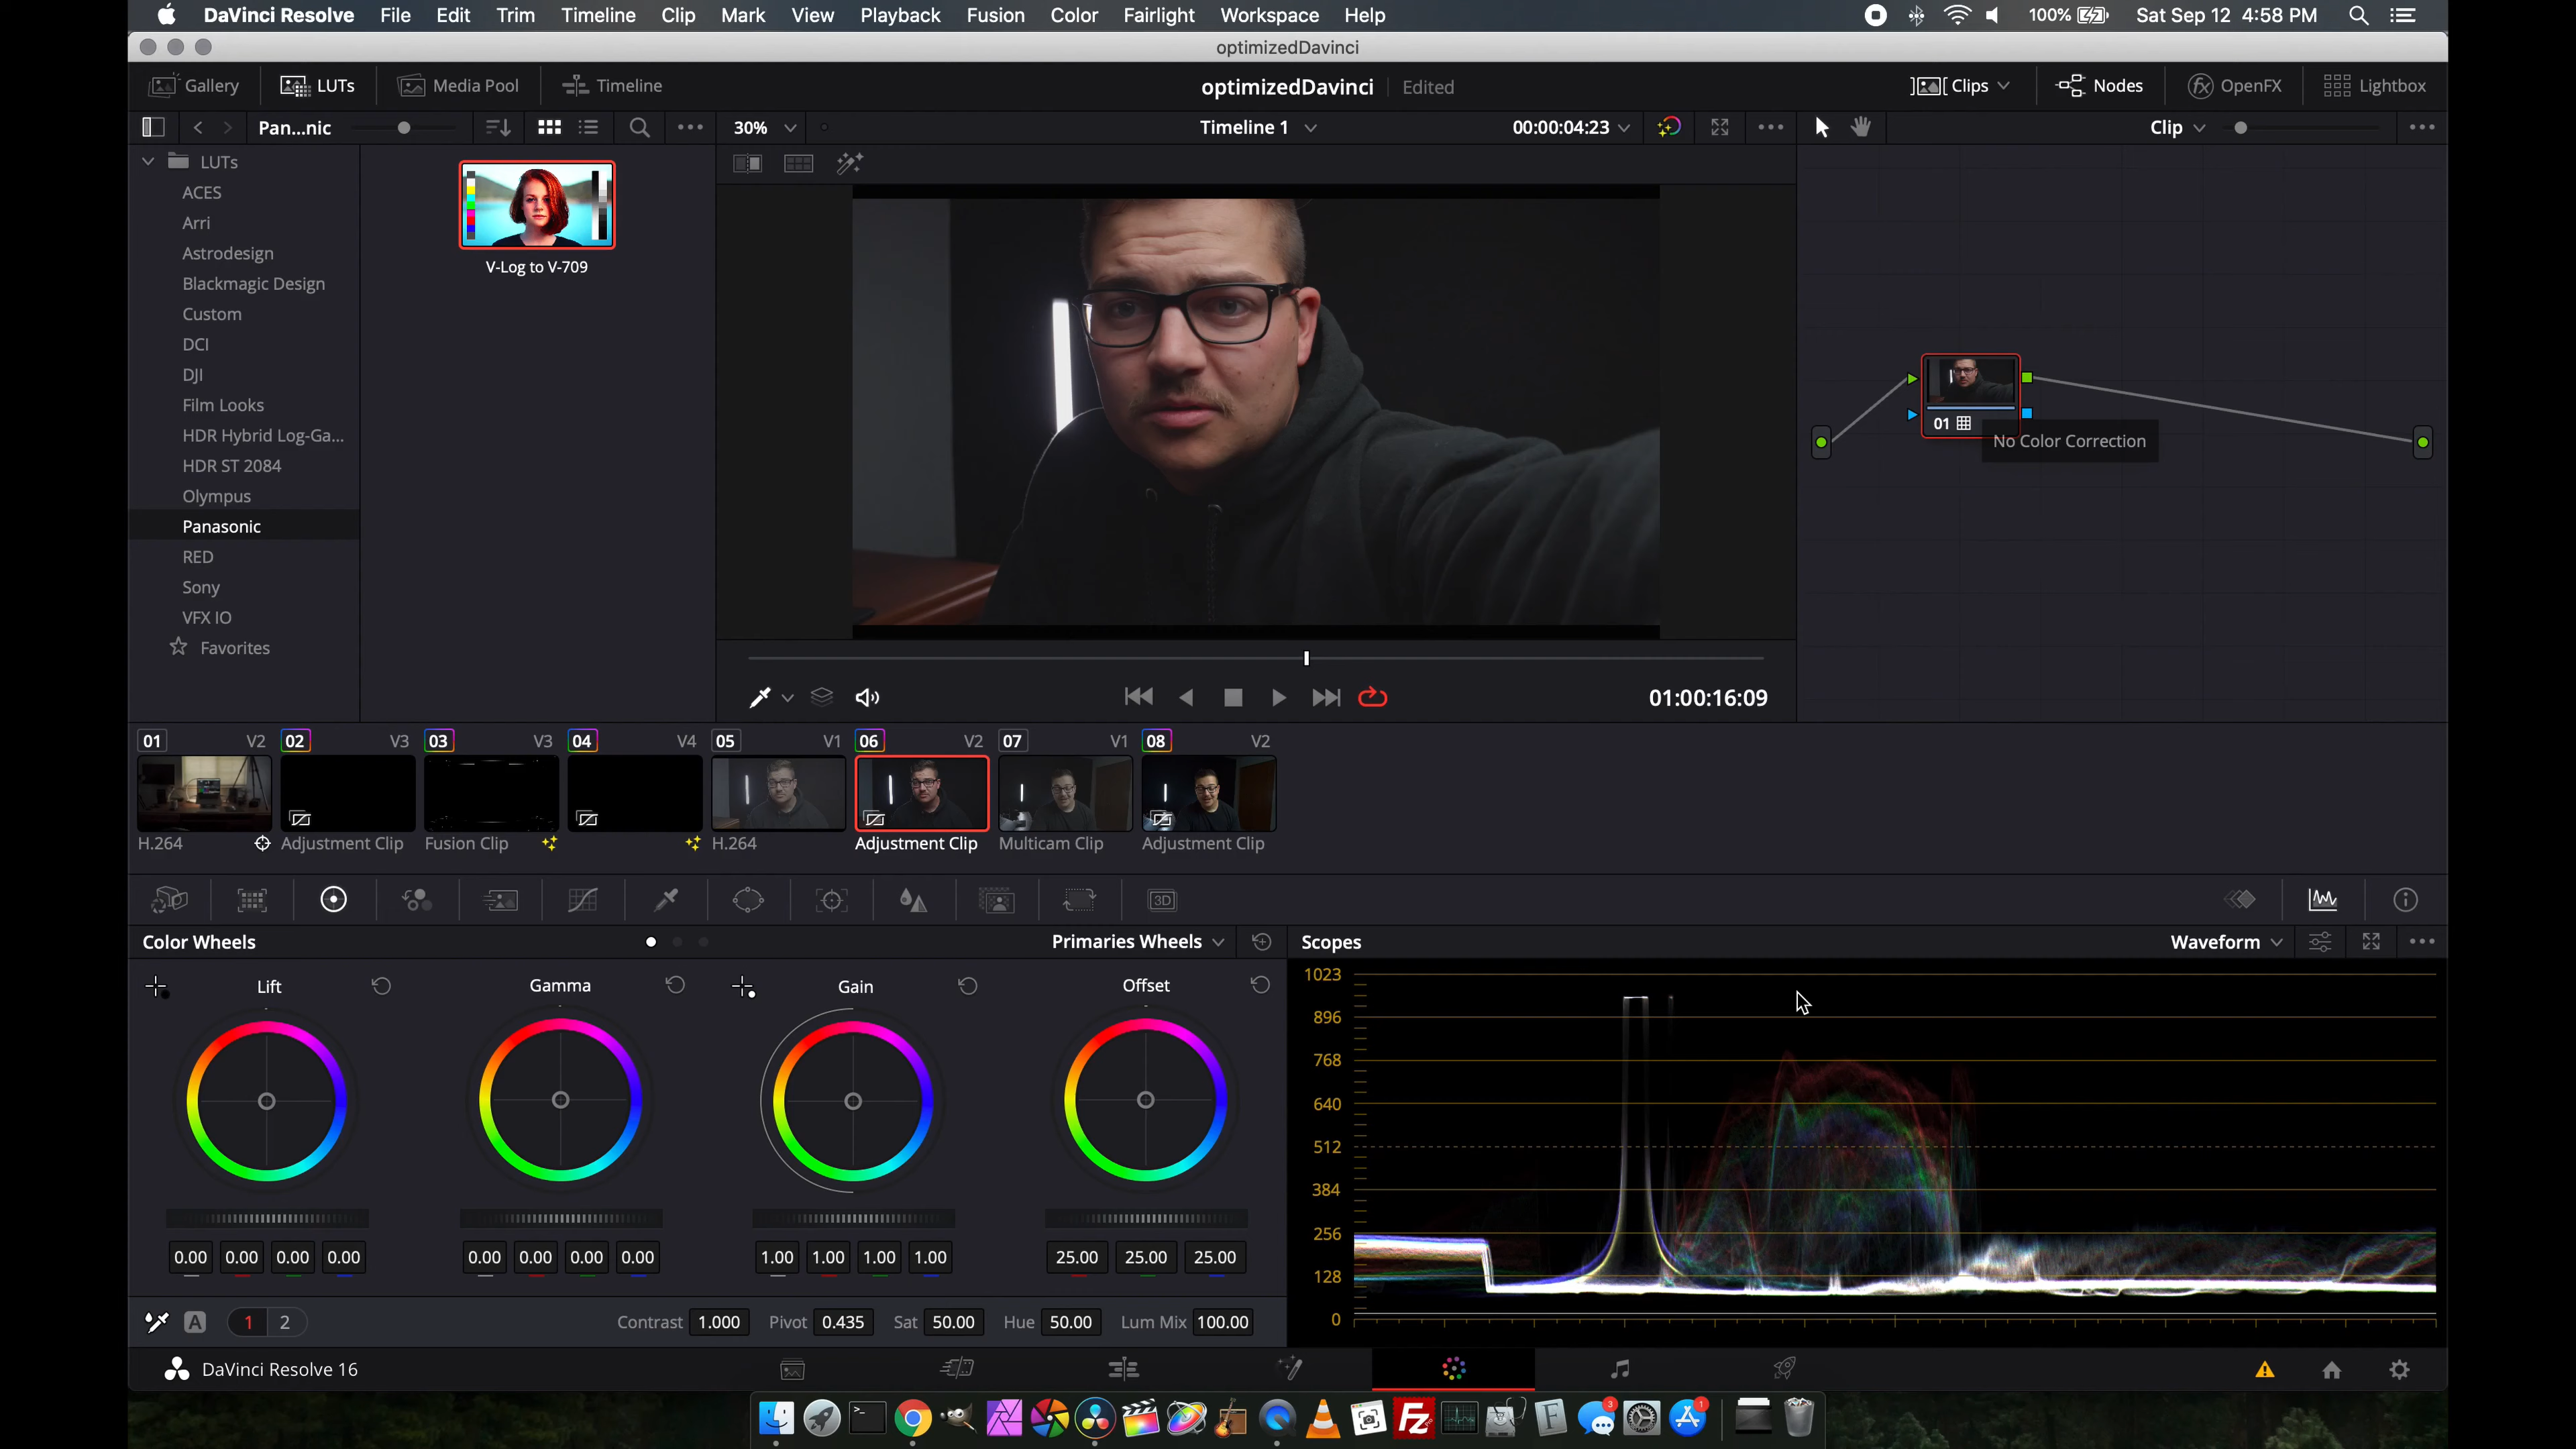 DaVinci Resolve File Edit Trim Timeline Clip Mark View Playback Fusion Color Fairlight Workspace Help 100% Sat Sep 12 4:58 PM
optimizedDavinci
Gallery LUTs Media Pool Timeline optimizedDavinci Edited Clips Nodes OpenFX Lightbox
Pan...nic 30% Timeline 1 00:00:04:23 Clip
LUTs
ACES
Arri
Astrodesign
Blackmagic Design
Custom
DCI
DJI
Film Looks
HDR Hybrid Log-Ga...
HDR ST 2084
Olympus
Panasonic
RED
Sony
VFX IO
Favorites
V-Log to V-709
01
No Color Correction
01:00:16:09
01 V2 02 V3 03 V3 04 V4 05 V1 06 V2 07 V1 08 V2
H.264 Adjustment Clip Fusion Clip H.264 Adjustment Clip Multicam Clip Adjustment Clip
3D
Color Wheels Primaries Wheels Scopes Waveform
Lift Gamma Gain Offset
0.00 0.00 0.00 0.00 0.00 0.00 0.00 0.00 1.00 1.00 1.00 1.00 25.00 25.00 25.00
A 1 2 Contrast 1.000 Pivot 0.435 Sat 50.00 Hue 50.00 Lum Mix 100.00
1023
896
768
640
512
384
256
128
0
DaVinci Resolve 16
Fz F 3 1